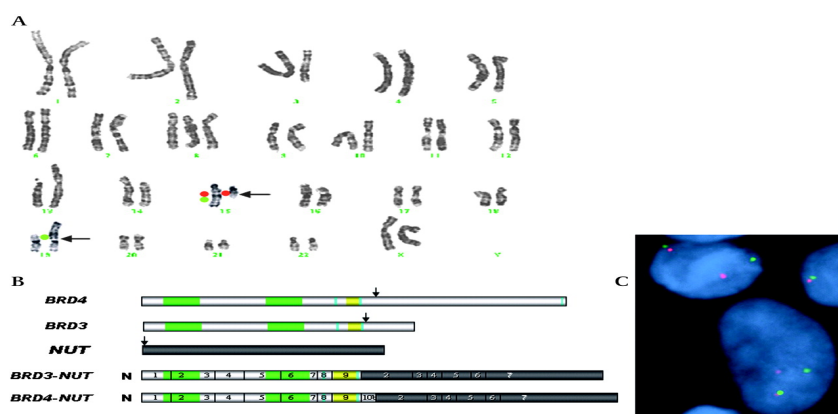 A
1 2 3 4 5
6 7 8 9 10 11 12
13 14 15 16 17 18
19 20 21 22 X Y
B
C
BRD4
BRD3
NUT
BRD3-NUT N 1 2 3 4 5 6 7 8 9 2 3 4 5 6 7
BRD4-NUT N 1 2 3 4 5 6 7 8 9 10 2 3 4 5 6 7